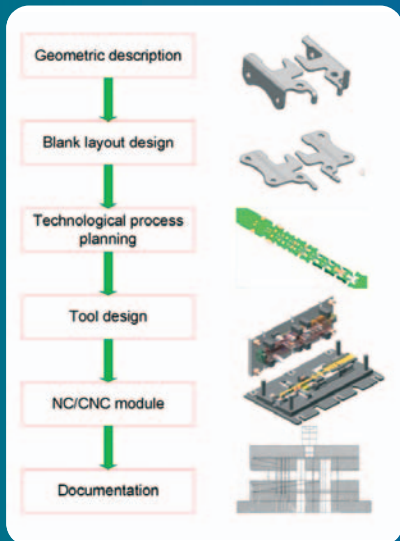 Geometric description
Blank layout design
Technological process
planning
Tool design
NC/CNC module
Documentation